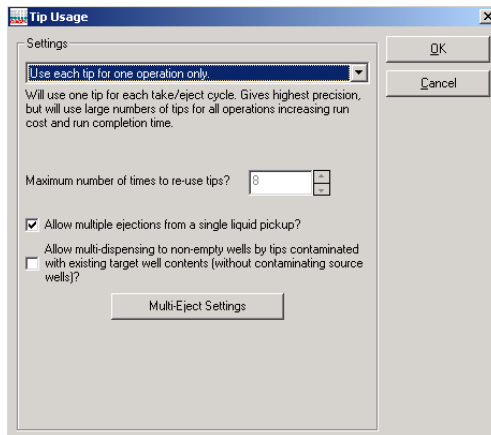 Tip Usage
Settings
OK
Use each tip for one operation only.
Cancel
Will use one tip for each take/eject cycle. Gives highest precision,
but will use large numbers of tips for all operations increasing run
cost and run completion time.
Maximum number of times to re-use tips? 8
Allow multiple ejections from a single liquid pickup?
Allow multi-dispensing to non-empty wells by tips contaminated
with existing target well contents (without contaminating source
wells)?
Multi-Eject Settings